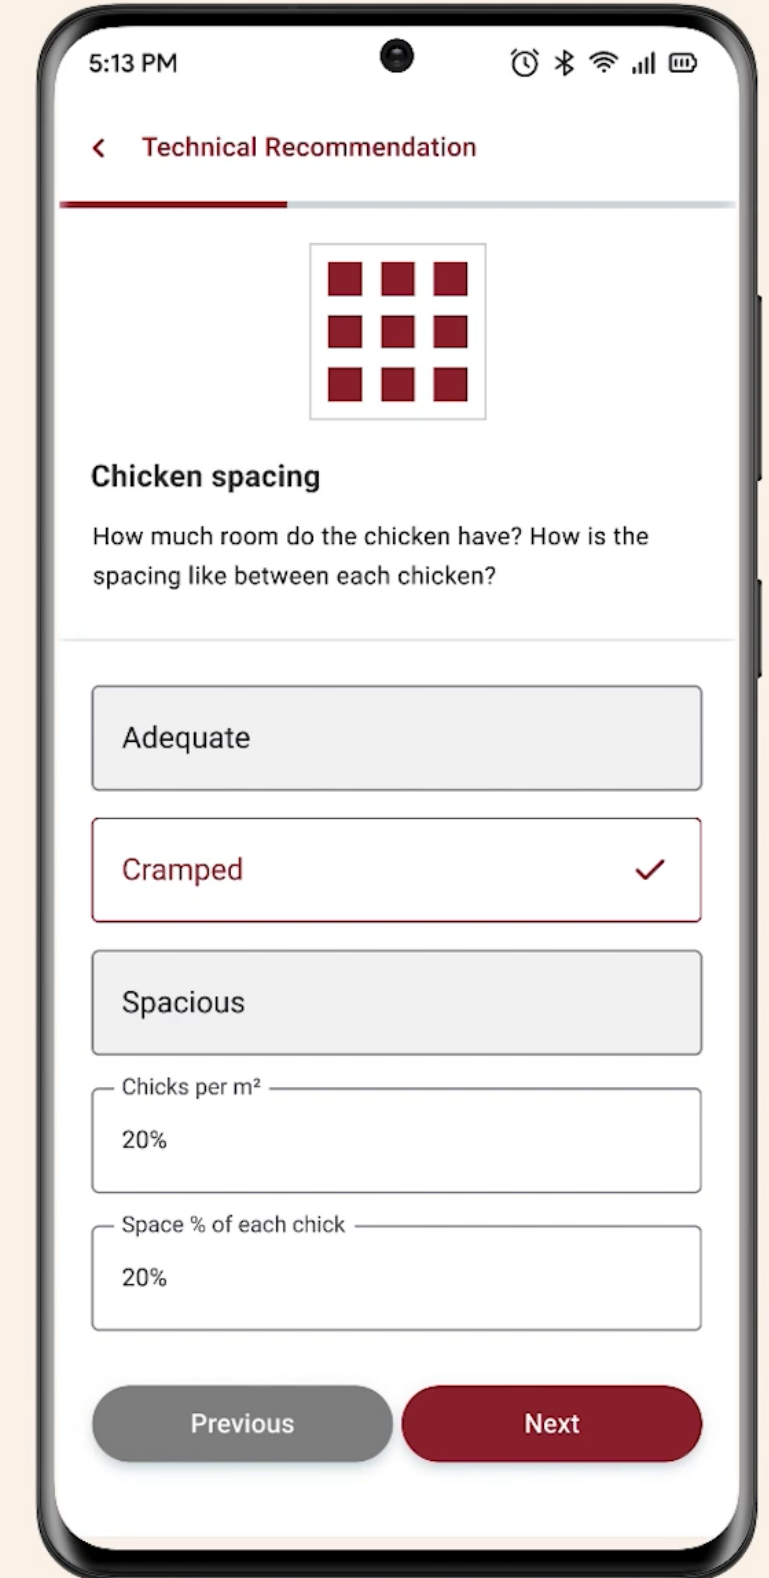 5:13 PM
Technical Recommendation
Chicken spacing
How much room do the chicken have? How is the
spacing like between each chicken?
Adequate
Cramped
Spacious
Chicks per m²
20%
Space % of each chick
20%
Previous
Next